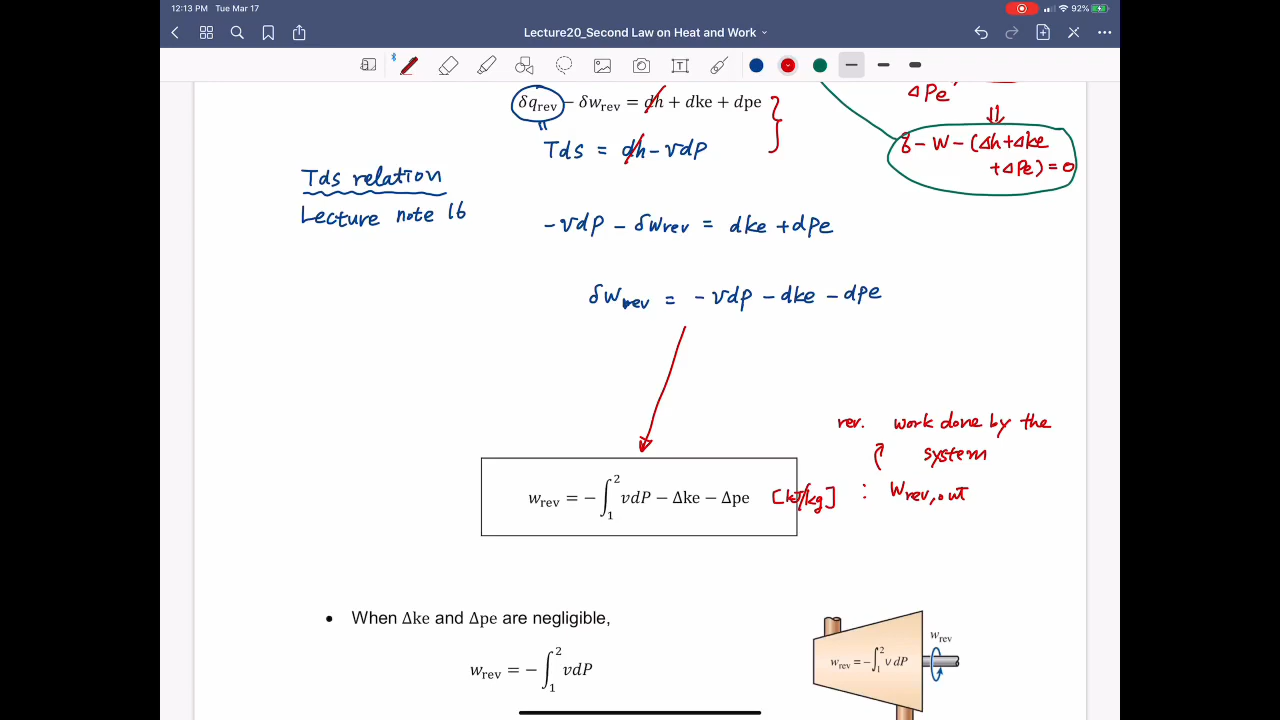 12:13 PM Tue Mar 17
92%
Lecture20_Second Law on Heat and Work
ΔPe
δq_rev − δw_rev = dh + dke + dpe
Tds = dh − vdP
q − w − (Δh + Δke
+ ΔPe) = 0
Tds relation
Lecture note 16
−vdP − δw_rev = dke + dPe
δw_rev = −vdP − dke − dpe
rev. work done by the
system
w_rev = −∫₁² vdP − Δke − Δpe [kJ/kg] : w_rev,out
• When Δke and Δpe are negligible,
w_rev = −∫₁² vdP
w_rev
w_rev = −∫₁² v dP